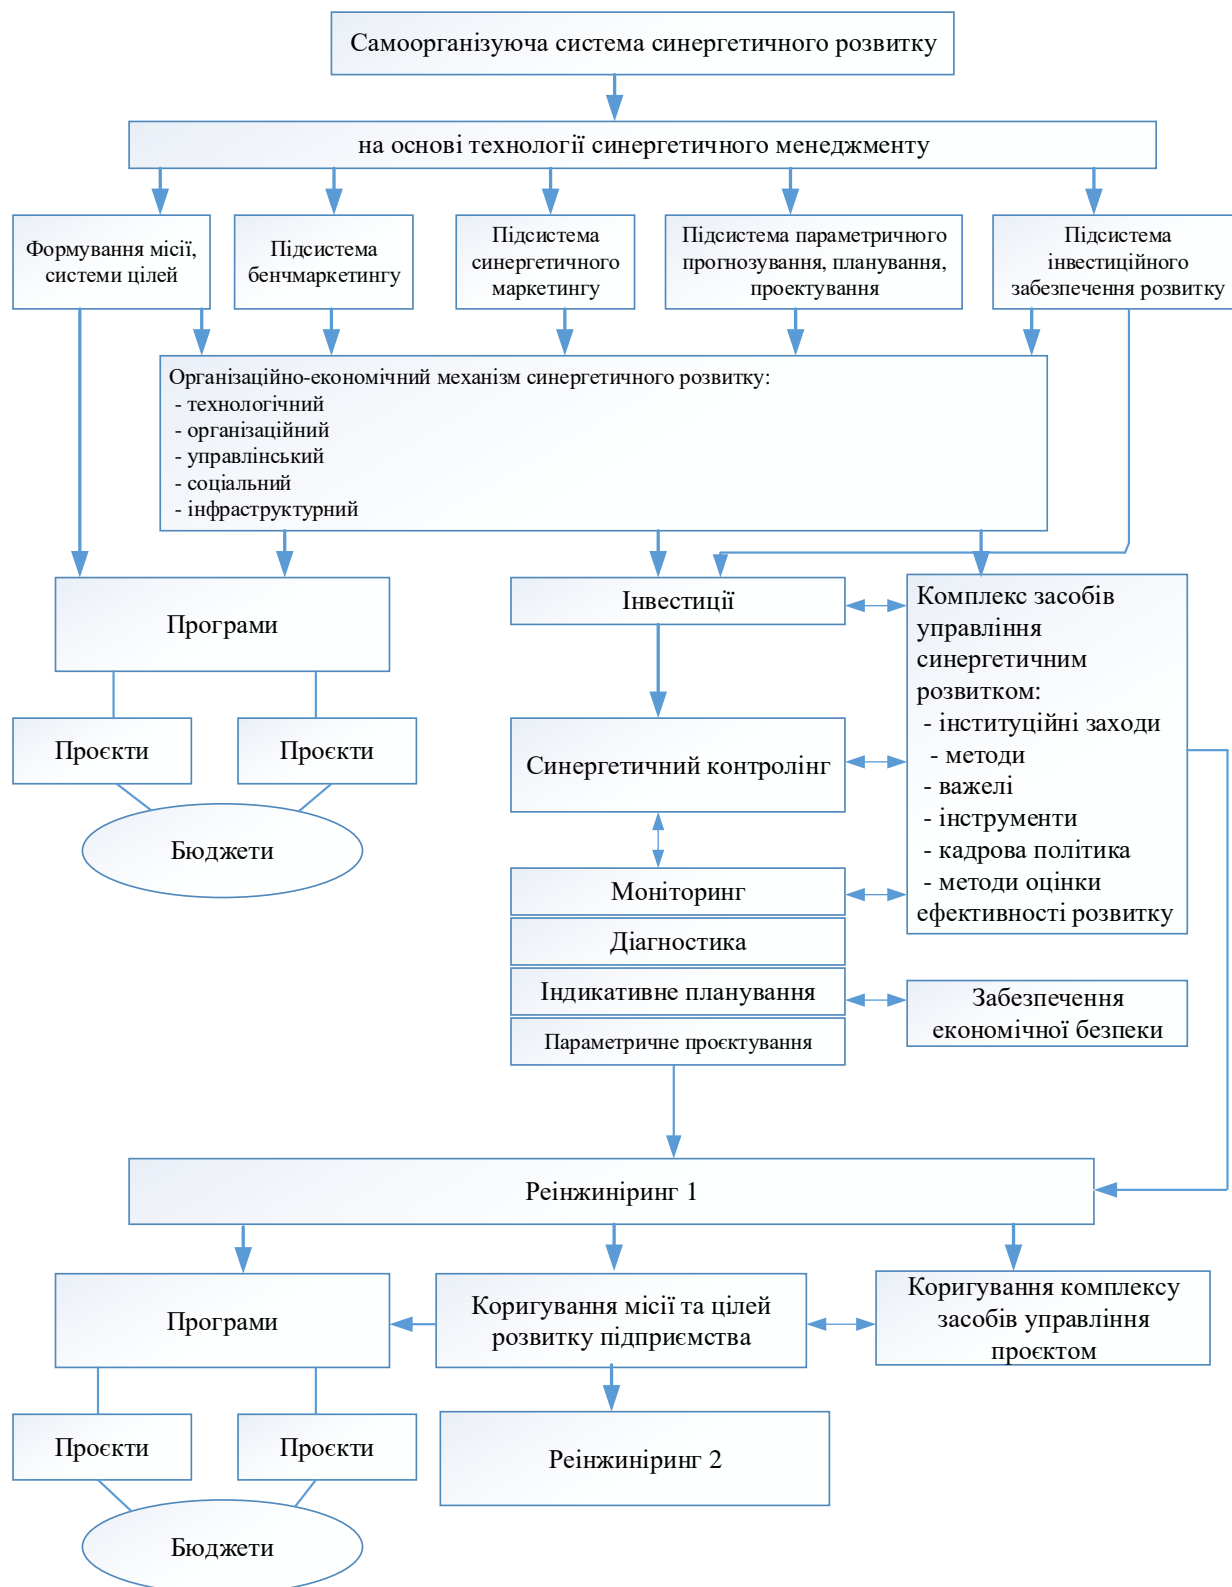 Самоорганізуюча система синергетичного розвитку
на основі технології синергетичного менеджменту
Формування місії,
системи цілей
Підсистема
бенчмаркетингу
Підсистема
синергетичного
маркетингу
Підсистема параметричного
прогнозування, планування,
проектування
Підсистема
інвестиційного
забезпечення розвитку
Організаційно-економічний механізм синергетичного розвитку:
- технологічний
- організаційний
- управлінський
- соціальний
- інфраструктурний
Програми
Інвестиції
Комплекс засобів
управління
синергетичним
розвитком:
- інституційні заходи
- методи
- важелі
- інструменти
- кадрова політика
- методи оцінки
ефективності розвитку
Проєкти
Проєкти
Синергетичний контролінг
Бюджети
Моніторинг
Діагностика
Індикативне планування
Параметричне проєктування
Забезпечення
економічної безпеки
Реінжиніринг 1
Програми
Коригування місії та цілей
розвитку підприємства
Коригування комплексу
засобів управління
проєктом
Проєкти
Проєкти
Реінжиніринг 2
Бюджети